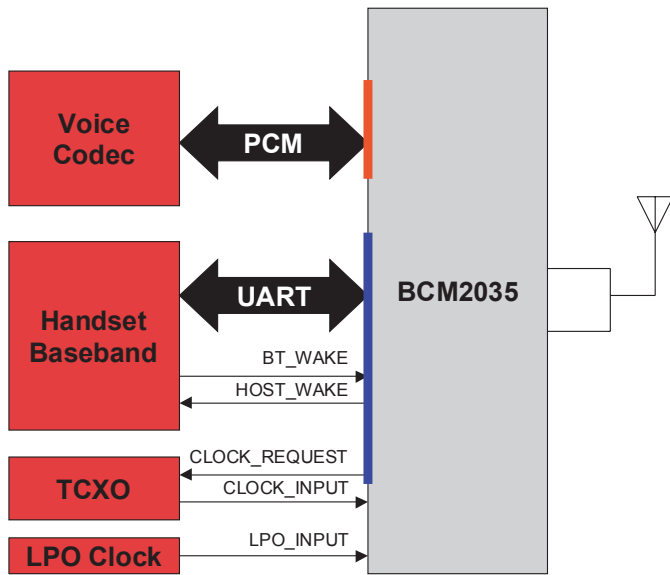 Voice
Codec
PCM
BCM2035
Handset
Baseband
UART
BT_WAKE
HOST_WAKE
TCXO
CLOCK_REQUEST
CLOCK_INPUT
LPO Clock
LPO_INPUT